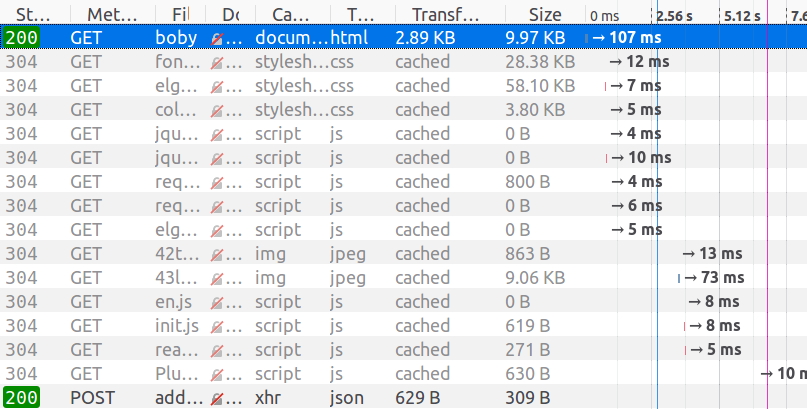 St... Met... Fil Do Ca... T... Transf... Size 0 ms 2.56 s 5.12 s 7.6
200 GET boby ... docum... html 2.89 KB 9.97 KB → 107 ms
304 GET fon... ... stylesh... css cached 28.38 KB → 12 ms
304 GET elg... ... stylesh... css cached 58.10 KB → 7 ms
304 GET col... ... stylesh... css cached 3.80 KB → 5 ms
304 GET jqu... ... script js cached 0 B → 4 ms
304 GET jqu... ... script js cached 0 B → 10 ms
304 GET req... ... script js cached 800 B → 4 ms
304 GET req... ... script js cached 0 B → 6 ms
304 GET elg... ... script js cached 0 B → 5 ms
304 GET 42t... ... img jpeg cached 863 B → 13 ms
304 GET 43l... ... img jpeg cached 9.06 KB → 73 ms
304 GET en.js ... script js cached 0 B → 8 ms
304 GET init.js ... script js cached 619 B → 8 ms
304 GET rea... ... script js cached 271 B → 5 ms
304 GET Plu... ... script js cached 630 B → 10 m
200 POST add... ... xhr json 629 B 309 B